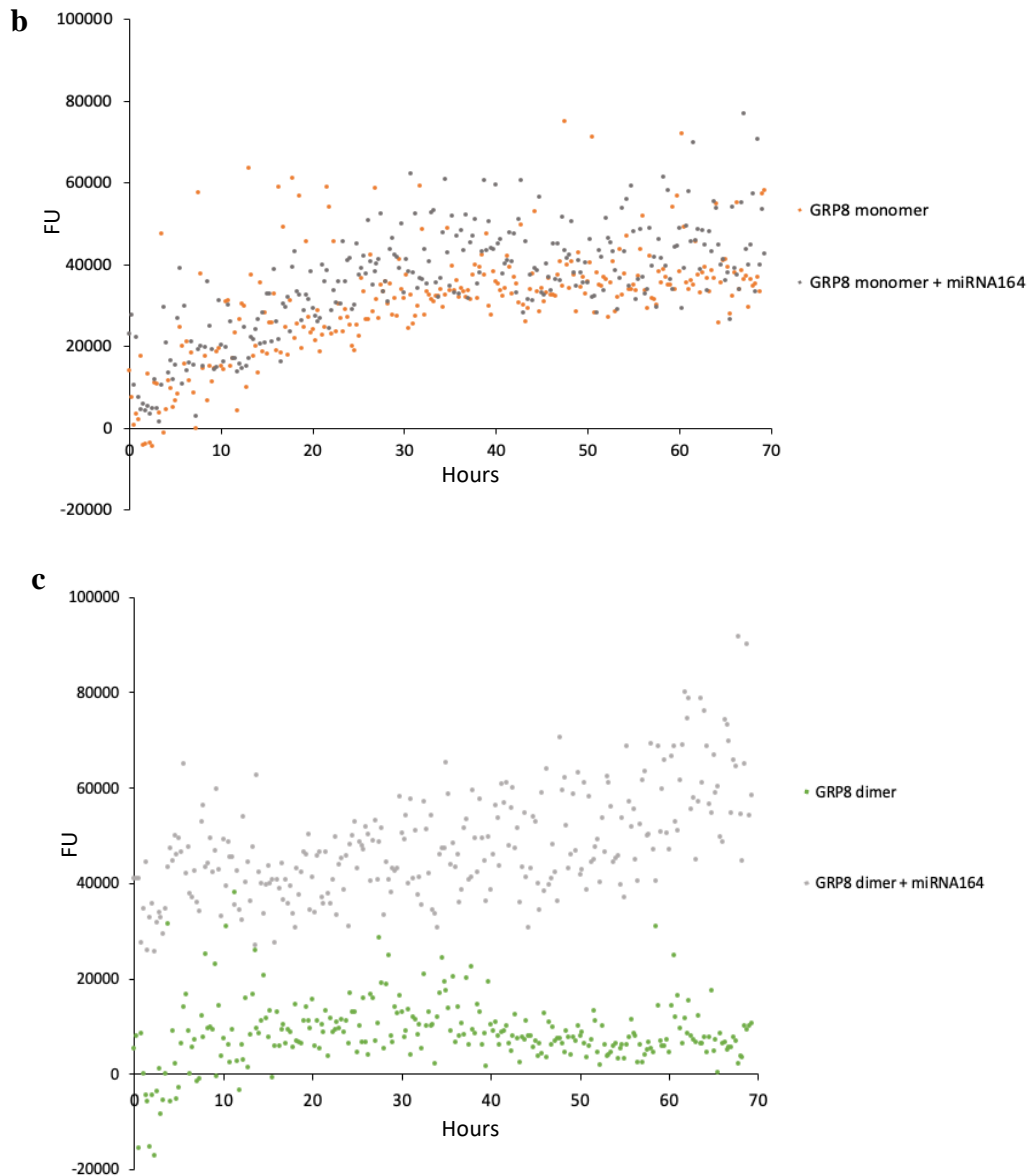 b
100000
80000
60000
40000
20000
0
-20000
FU
0 10 20 30 40 50 60 70
Hours
GRP8 monomer
GRP8 monomer + miRNA164
c
100000
80000
60000
40000
20000
0
-20000
FU
0 10 20 30 40 50 60 70
Hours
GRP8 dimer
GRP8 dimer + miRNA164